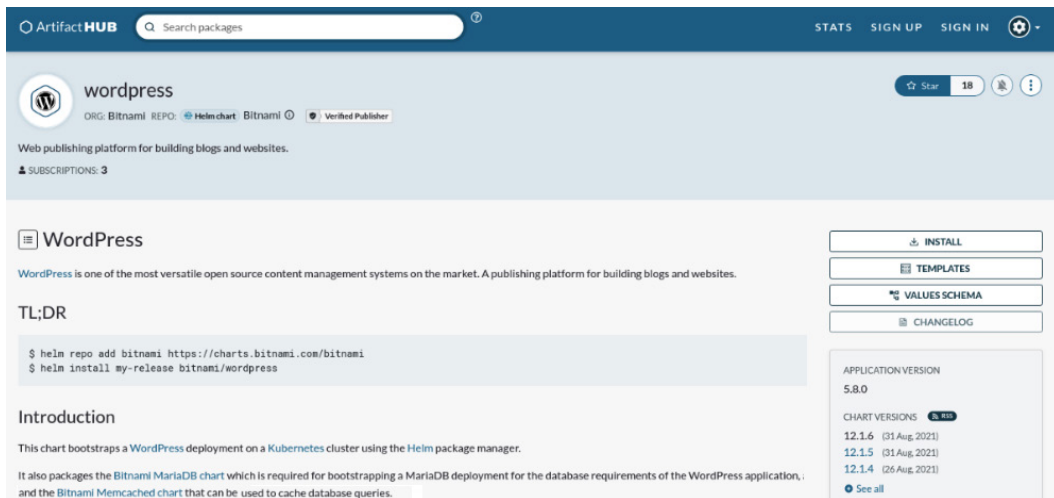 Artifact HUB
Search packages
?
STATS SIGN UP SIGN IN
wordpress
Star 18
ORG: Bitnami REPO: Helm chart Bitnami Verified Publisher
Web publishing platform for building blogs and websites.
SUBSCRIPTIONS: 3
WordPress
WordPress is one of the most versatile open source content management systems on the market. A publishing platform for building blogs and websites.
TL;DR
$ helm repo add bitnami https://charts.bitnami.com/bitnami
$ helm install my-release bitnami/wordpress
Introduction
This chart bootstraps a WordPress deployment on a Kubernetes cluster using the Helm package manager.
It also packages the Bitnami MariaDB chart which is required for bootstrapping a MariaDB deployment for the database requirements of the WordPress application,
and the Bitnami Memcached chart that can be used to cache database queries.
INSTALL
TEMPLATES
VALUES SCHEMA
CHANGELOG
APPLICATION VERSION
5.8.0
CHART VERSIONS RSS
12.1.6 (31 Aug, 2021)
12.1.5 (31 Aug, 2021)
12.1.4 (26 Aug, 2021)
See all